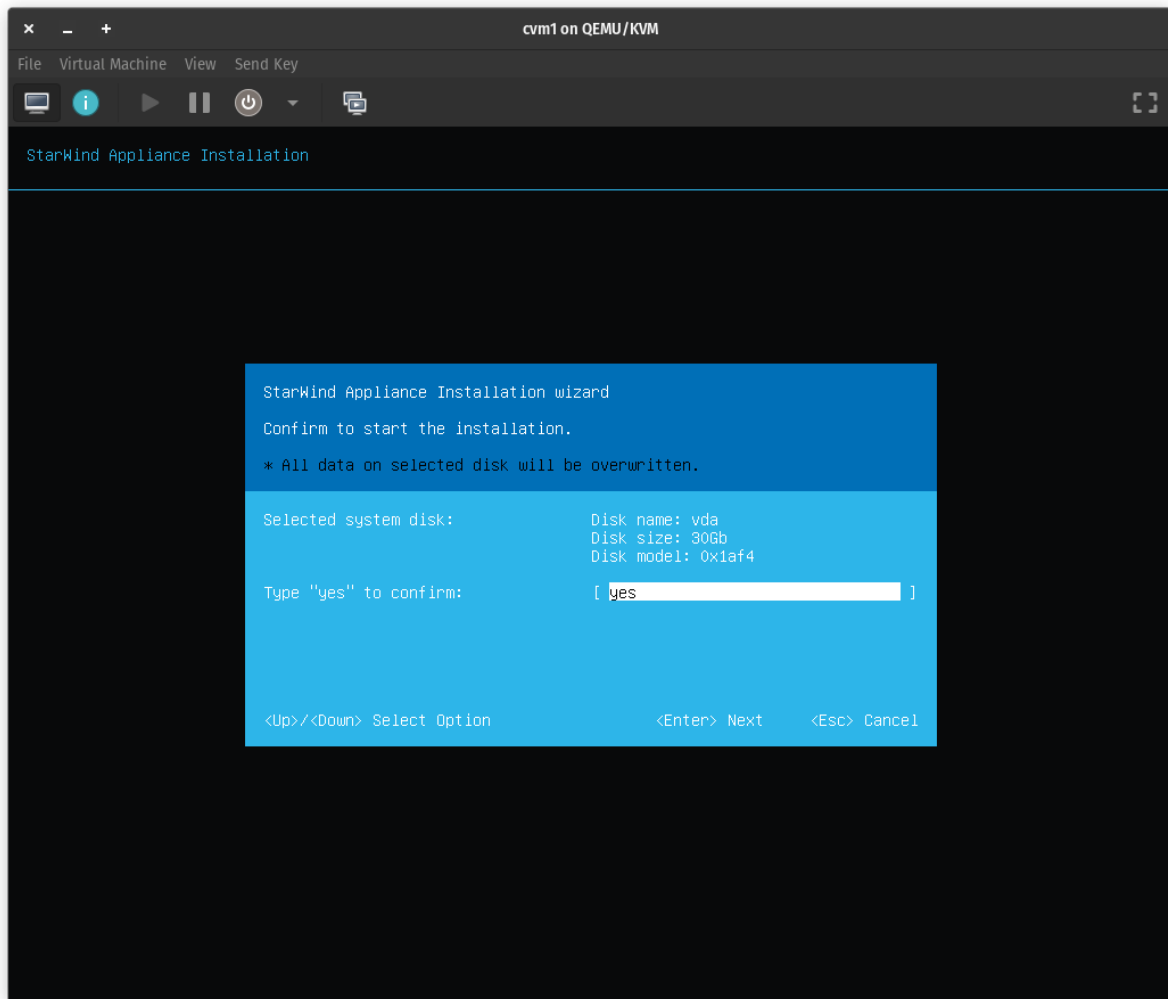 cvm1 on QEMU/KVM
File Virtual Machine View Send Key
StarWind Appliance Installation
StarWind Appliance Installation wizard
Confirm to start the installation.
* All data on selected disk will be overwritten.
Selected system disk: Disk name: vda
Disk size: 30Gb
Disk model: 0x1af4
Type "yes" to confirm: [ yes ]
<Up>/<Down> Select Option <Enter> Next <Esc> Cancel